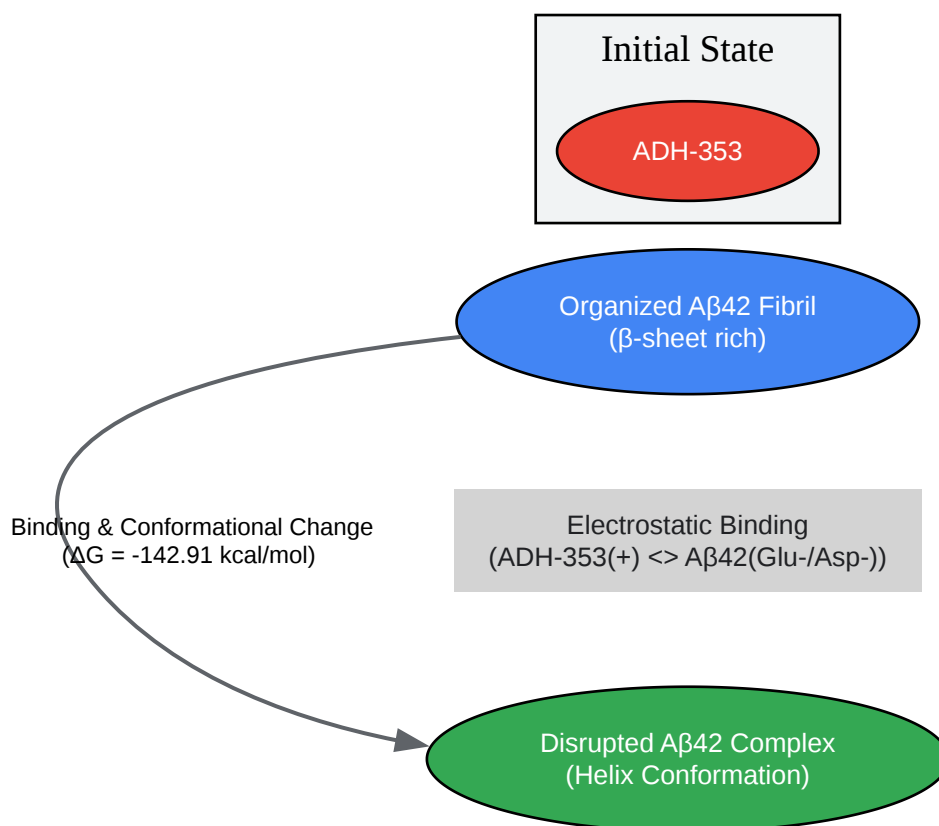 Initial State
ADH-353
Organized Aβ42 Fibril
(β-sheet rich)
Binding & Conformational Change
(ΔG = -142.91 kcal/mol)
Electrostatic Binding
(ADH-353(+) <> Aβ42(Glu-/Asp-))
Disrupted Aβ42 Complex
(Helix Conformation)